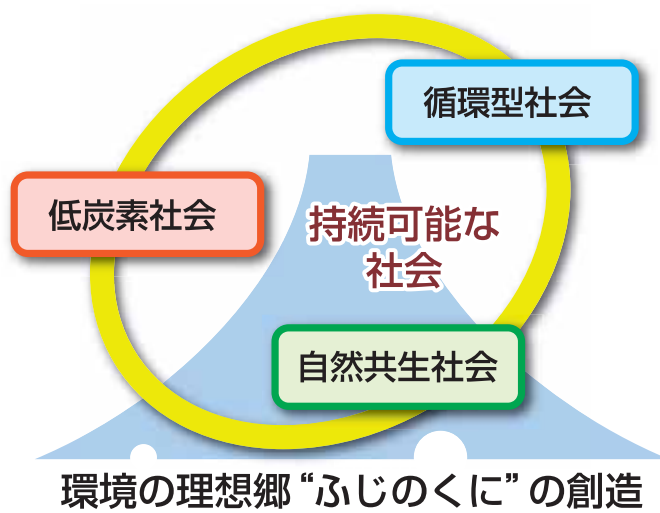 循環型社会
低炭素社会
持続可能な
社会
自然共生社会
環境の理想郷“ふじのくに”の創造